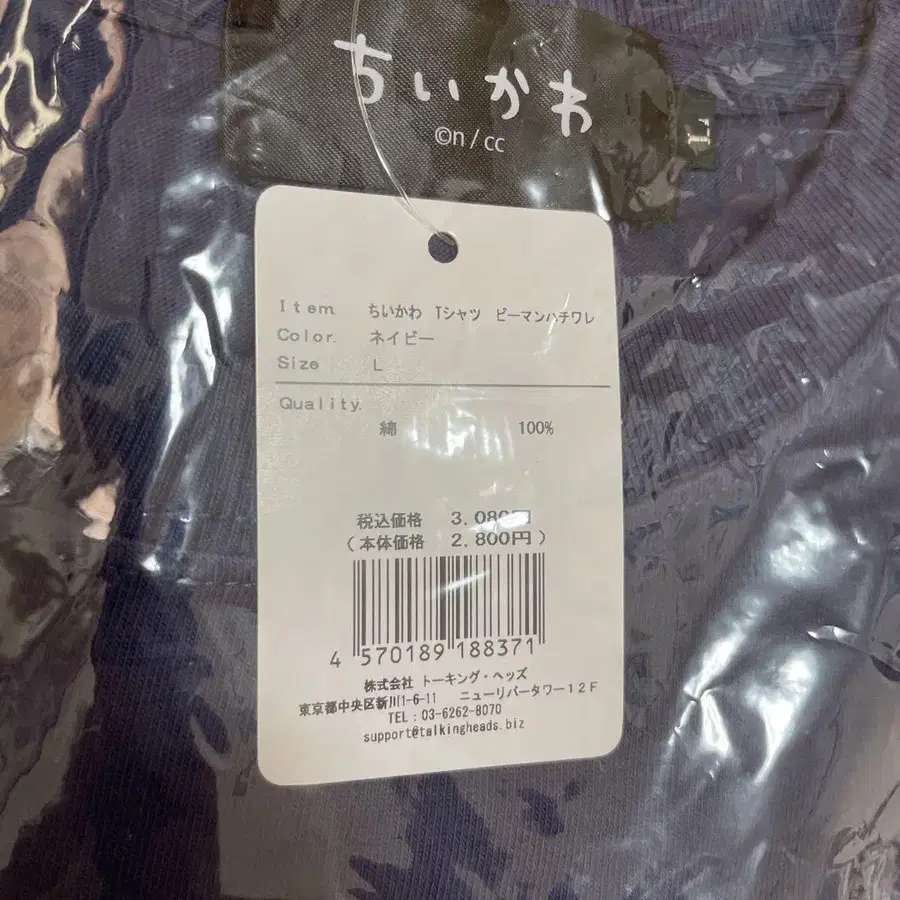 ちいかわ
©n / cc
L
Item ちいかわ Tシャツ ピーマンハチワレ
Color. ネイビー
Size L
Quality.
綿 100%
税込価格 3,080円
(本体価格 2,800円)
4 570189 188371
株式会社 トーキング・ヘッズ
東京都中央区新川1-6-11 ニューリバータワー12F
TEL:03-6262-8070
support@talkingheads.biz